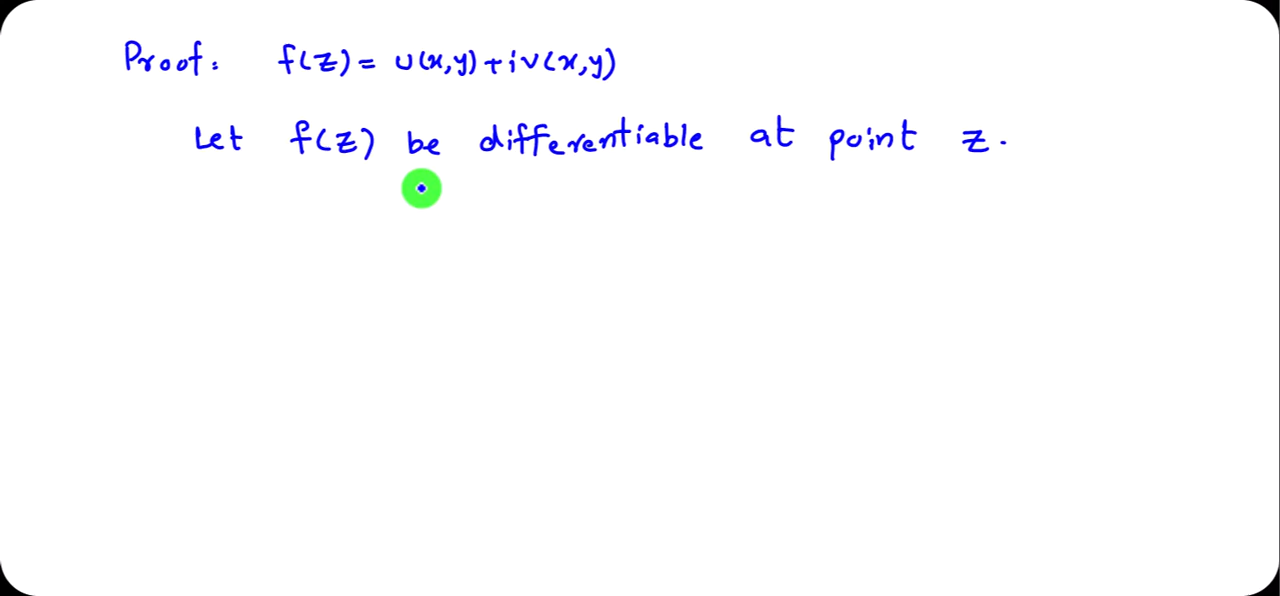 Proof: f(z) = u(x,y) + iv(x,y)
Let f(z) be differentiable at point z.